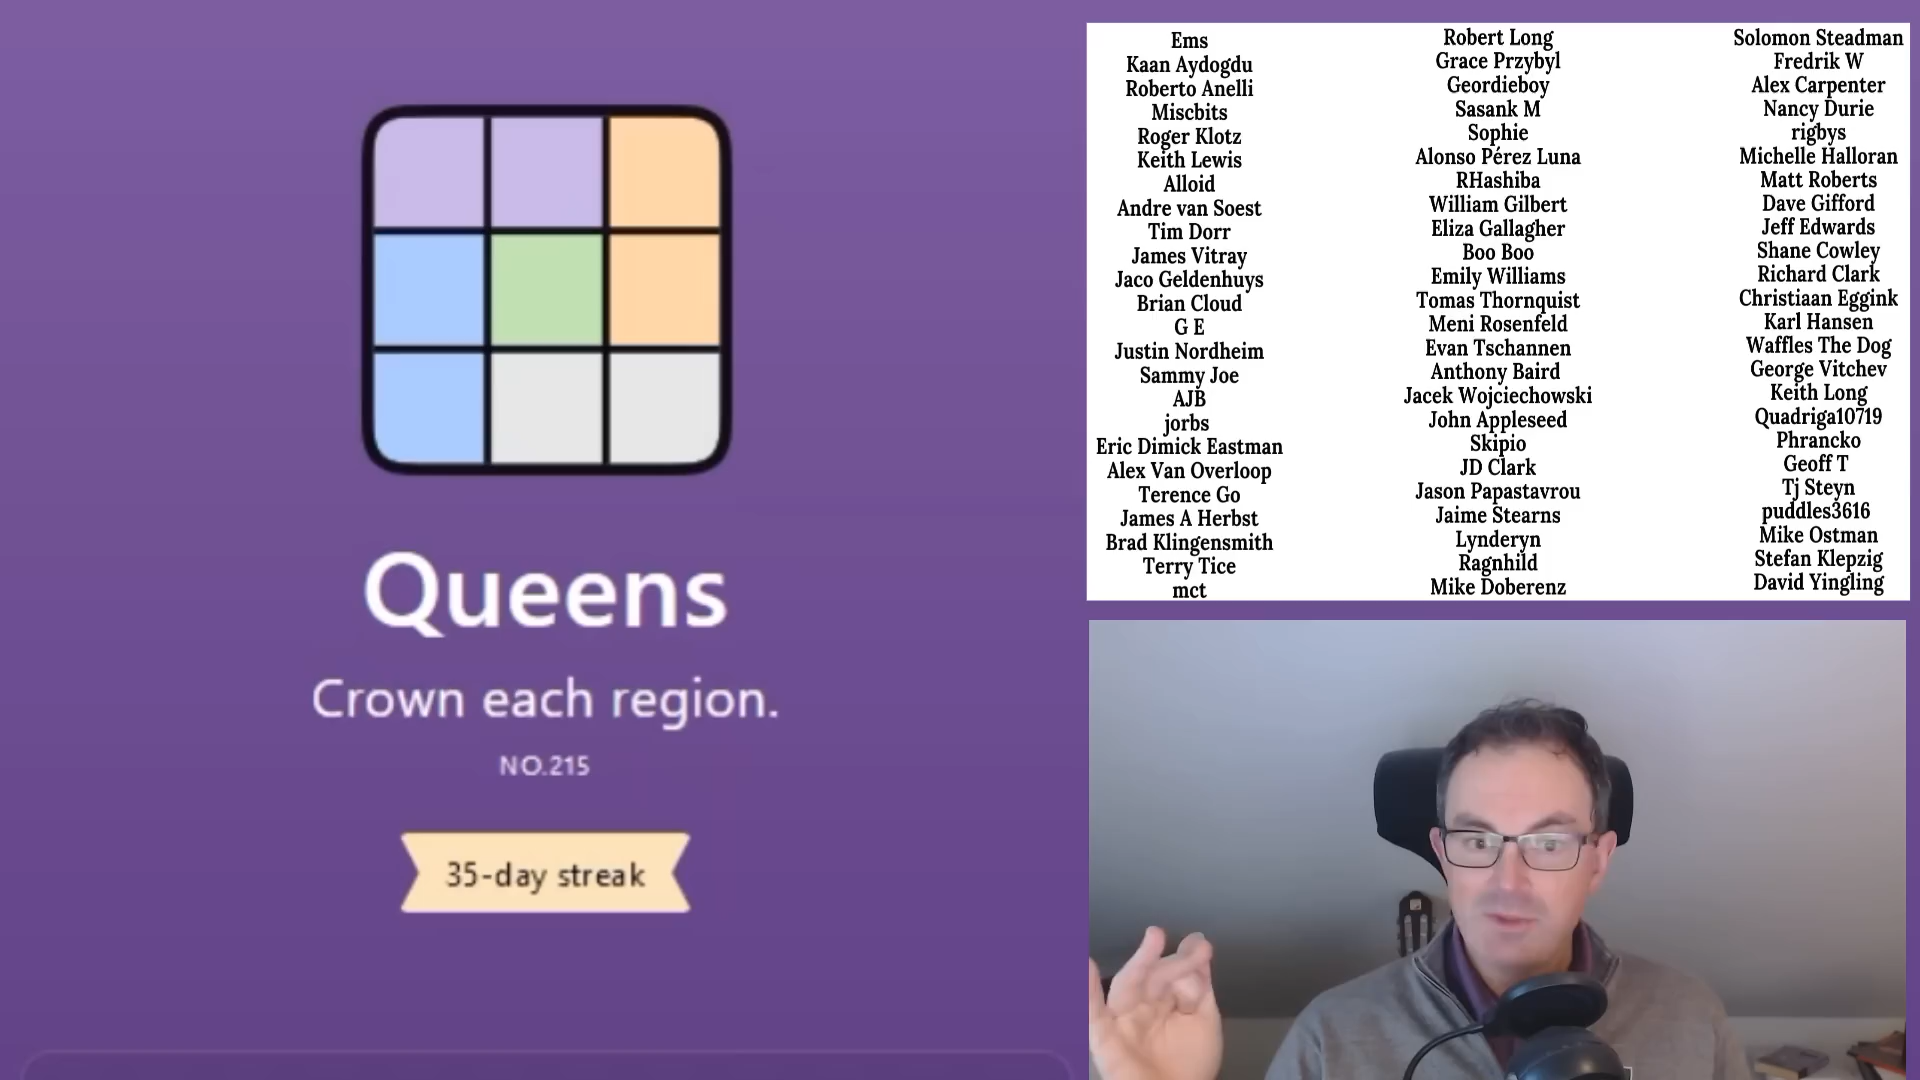 Queens
Crown each region.
NO.215
35-day streak
Ems
Kaan Aydogdu
Roberto Anelli
Miscbits
Roger Klotz
Keith Lewis
Alloid
Andre van Soest
Tim Dorr
James Vitray
Jaco Geldenhuys
Brian Cloud
G E
Justin Nordheim
Sammy Joe
AJB
jorbs
Eric Dimick Eastman
Alex Van Overloop
Terence Go
James A Herbst
Brad Klingensmith
Terry Tice
mct
Robert Long
Grace Przybyl
Geordieboy
Sasank M
Sophie
Alonso Pérez Luna
RHashiba
William Gilbert
Eliza Gallagher
Boo Boo
Emily Williams
Tomas Thornquist
Meni Rosenfeld
Evan Tschannen
Anthony Baird
Jacek Wojciechowski
John Appleseed
Skipio
JD Clark
Jason Papastavrou
Jaime Stearns
Lynderyn
Ragnhild
Mike Doberenz
Solomon Steadman
Fredrik W
Alex Carpenter
Nancy Durie
rigbys
Michelle Halloran
Matt Roberts
Dave Gifford
Jeff Edwards
Shane Cowley
Richard Clark
Christiaan Eggink
Karl Hansen
Waffles The Dog
George Vitchev
Keith Long
Quadriga10719
Phrancko
Geoff T
Tj Steyn
puddles3616
Mike Ostman
Stefan Klepzig
David Yingling